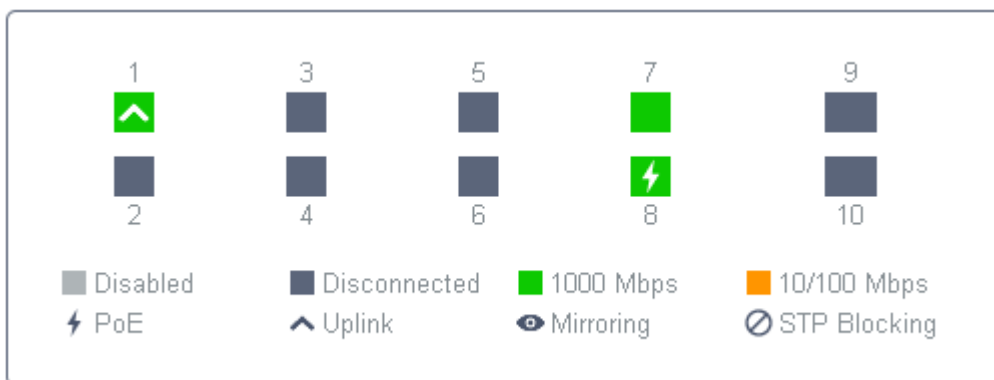 1 3 5 7 9
2 4 6 8 10
Disabled Disconnected 1000 Mbps 10/100 Mbps
PoE Uplink Mirroring STP Blocking